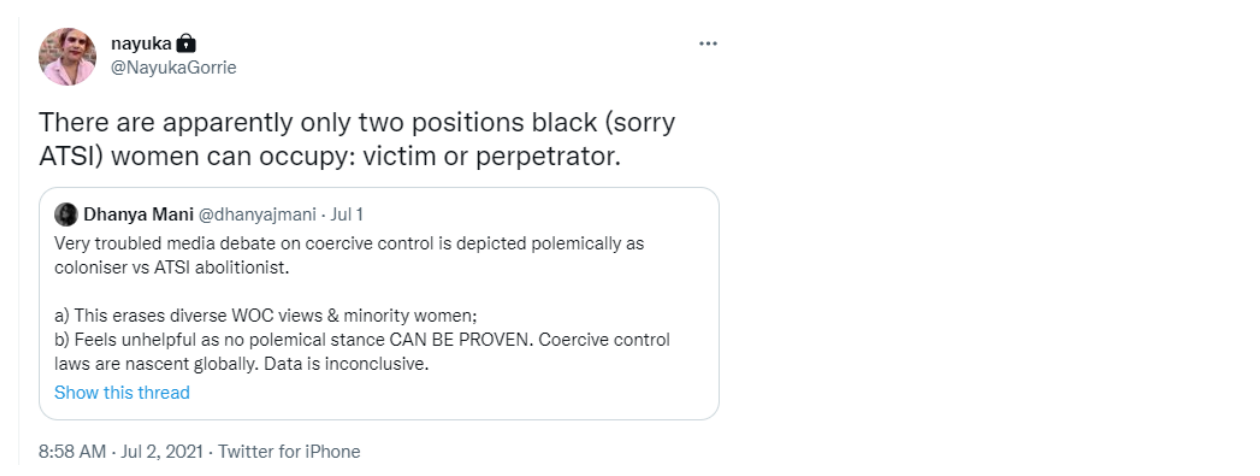 nayuka
@NayukaGorrie
There are apparently only two positions black (sorry
ATSI) women can occupy: victim or perpetrator.
Dhanya Mani @dhanyajmani · Jul 1
Very troubled media debate on coercive control is depicted polemically as
coloniser vs ATSI abolitionist.
a) This erases diverse WOC views & minority women;
b) Feels unhelpful as no polemical stance CAN BE PROVEN. Coercive control
laws are nascent globally. Data is inconclusive.
Show this thread
8:58 AM · Jul 2, 2021 · Twitter for iPhone